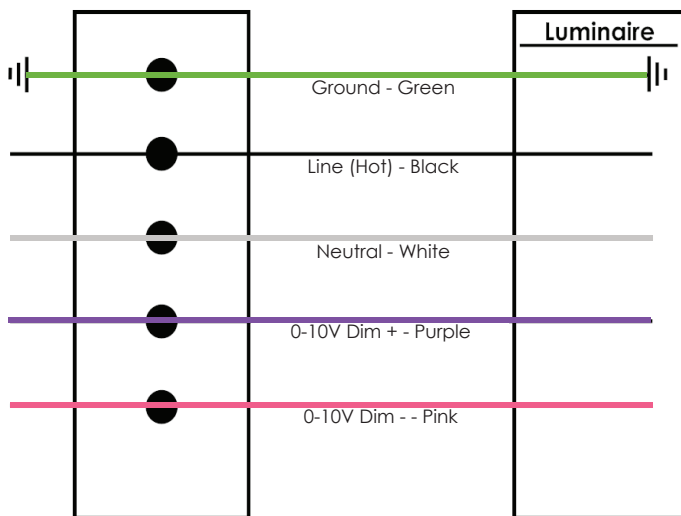 Luminaire
Ground - Green
Line (Hot) - Black
Neutral - White
0-10V Dim + - Purple
0-10V Dim - - Pink